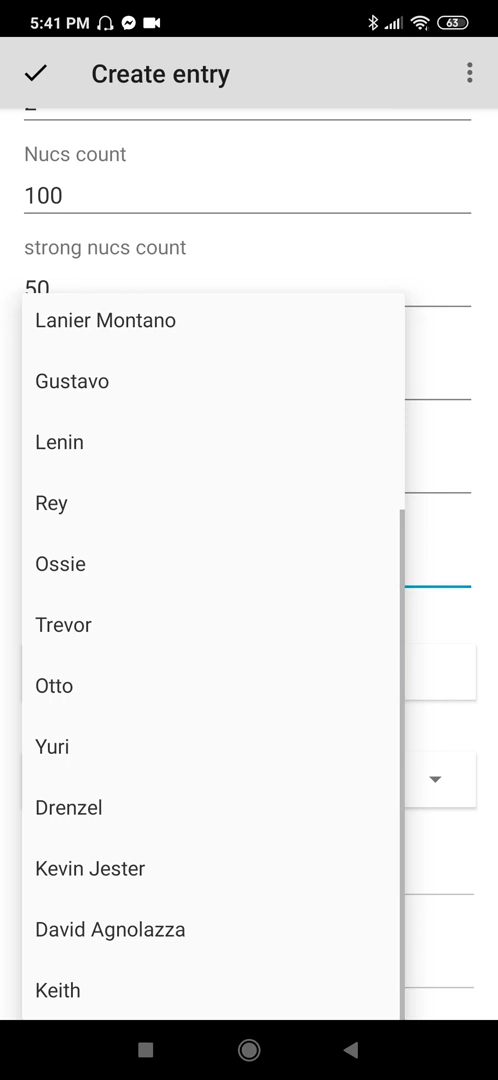 5:41 PM 63
Create entry
Nucs count
100
strong nucs count
50
Lanier Montano
Gustavo
Lenin
Rey
Ossie
Trevor
Otto
Yuri
Drenzel
Kevin Jester
David Agnolazza
Keith